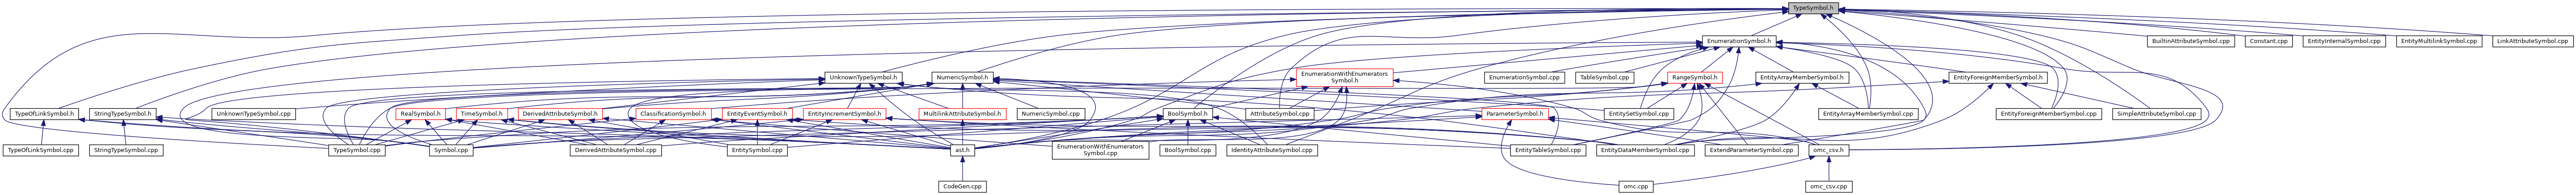 TypeSymbol.h
EnumerationSymbol.h
BuiltinAttributeSymbol.cpp
Constant.cpp
EntityInternalSymbol.cpp
EntityMultilinkSymbol.cpp
LinkAttributeSymbol.cpp
UnknownTypeSymbol.h
NumericSymbol.h
EnumerationWithEnumerators
Symbol.h
EnumerationSymbol.cpp
TableSymbol.cpp
RangeSymbol.h
EntityArrayMemberSymbol.h
EntityForeignMemberSymbol.h
TypeOfLinkSymbol.h
StringTypeSymbol.h
UnknownTypeSymbol.cpp
RealSymbol.h
TimeSymbol.h
DerivedAttributeSymbol.h
ClassificationSymbol.h
EntityEventSymbol.h
EntityIncrementSymbol.h
MultilinkAttributeSymbol.h
NumericSymbol.cpp
BoolSymbol.h
AttributeSymbol.cpp
ParameterSymbol.h
EntitySetSymbol.cpp
EntityArrayMemberSymbol.cpp
EntityForeignMemberSymbol.cpp
SimpleAttributeSymbol.cpp
TypeOfLinkSymbol.cpp
StringTypeSymbol.cpp
TypeSymbol.cpp
Symbol.cpp
DerivedAttributeSymbol.cpp
EntitySymbol.cpp
ast.h
EnumerationWithEnumerators
Symbol.cpp
BoolSymbol.cpp
IdentityAttributeSymbol.cpp
EntityTableSymbol.cpp
EntityDataMemberSymbol.cpp
ExtendParameterSymbol.cpp
omc_csv.h
CodeGen.cpp
omc.cpp
omc_csv.cpp